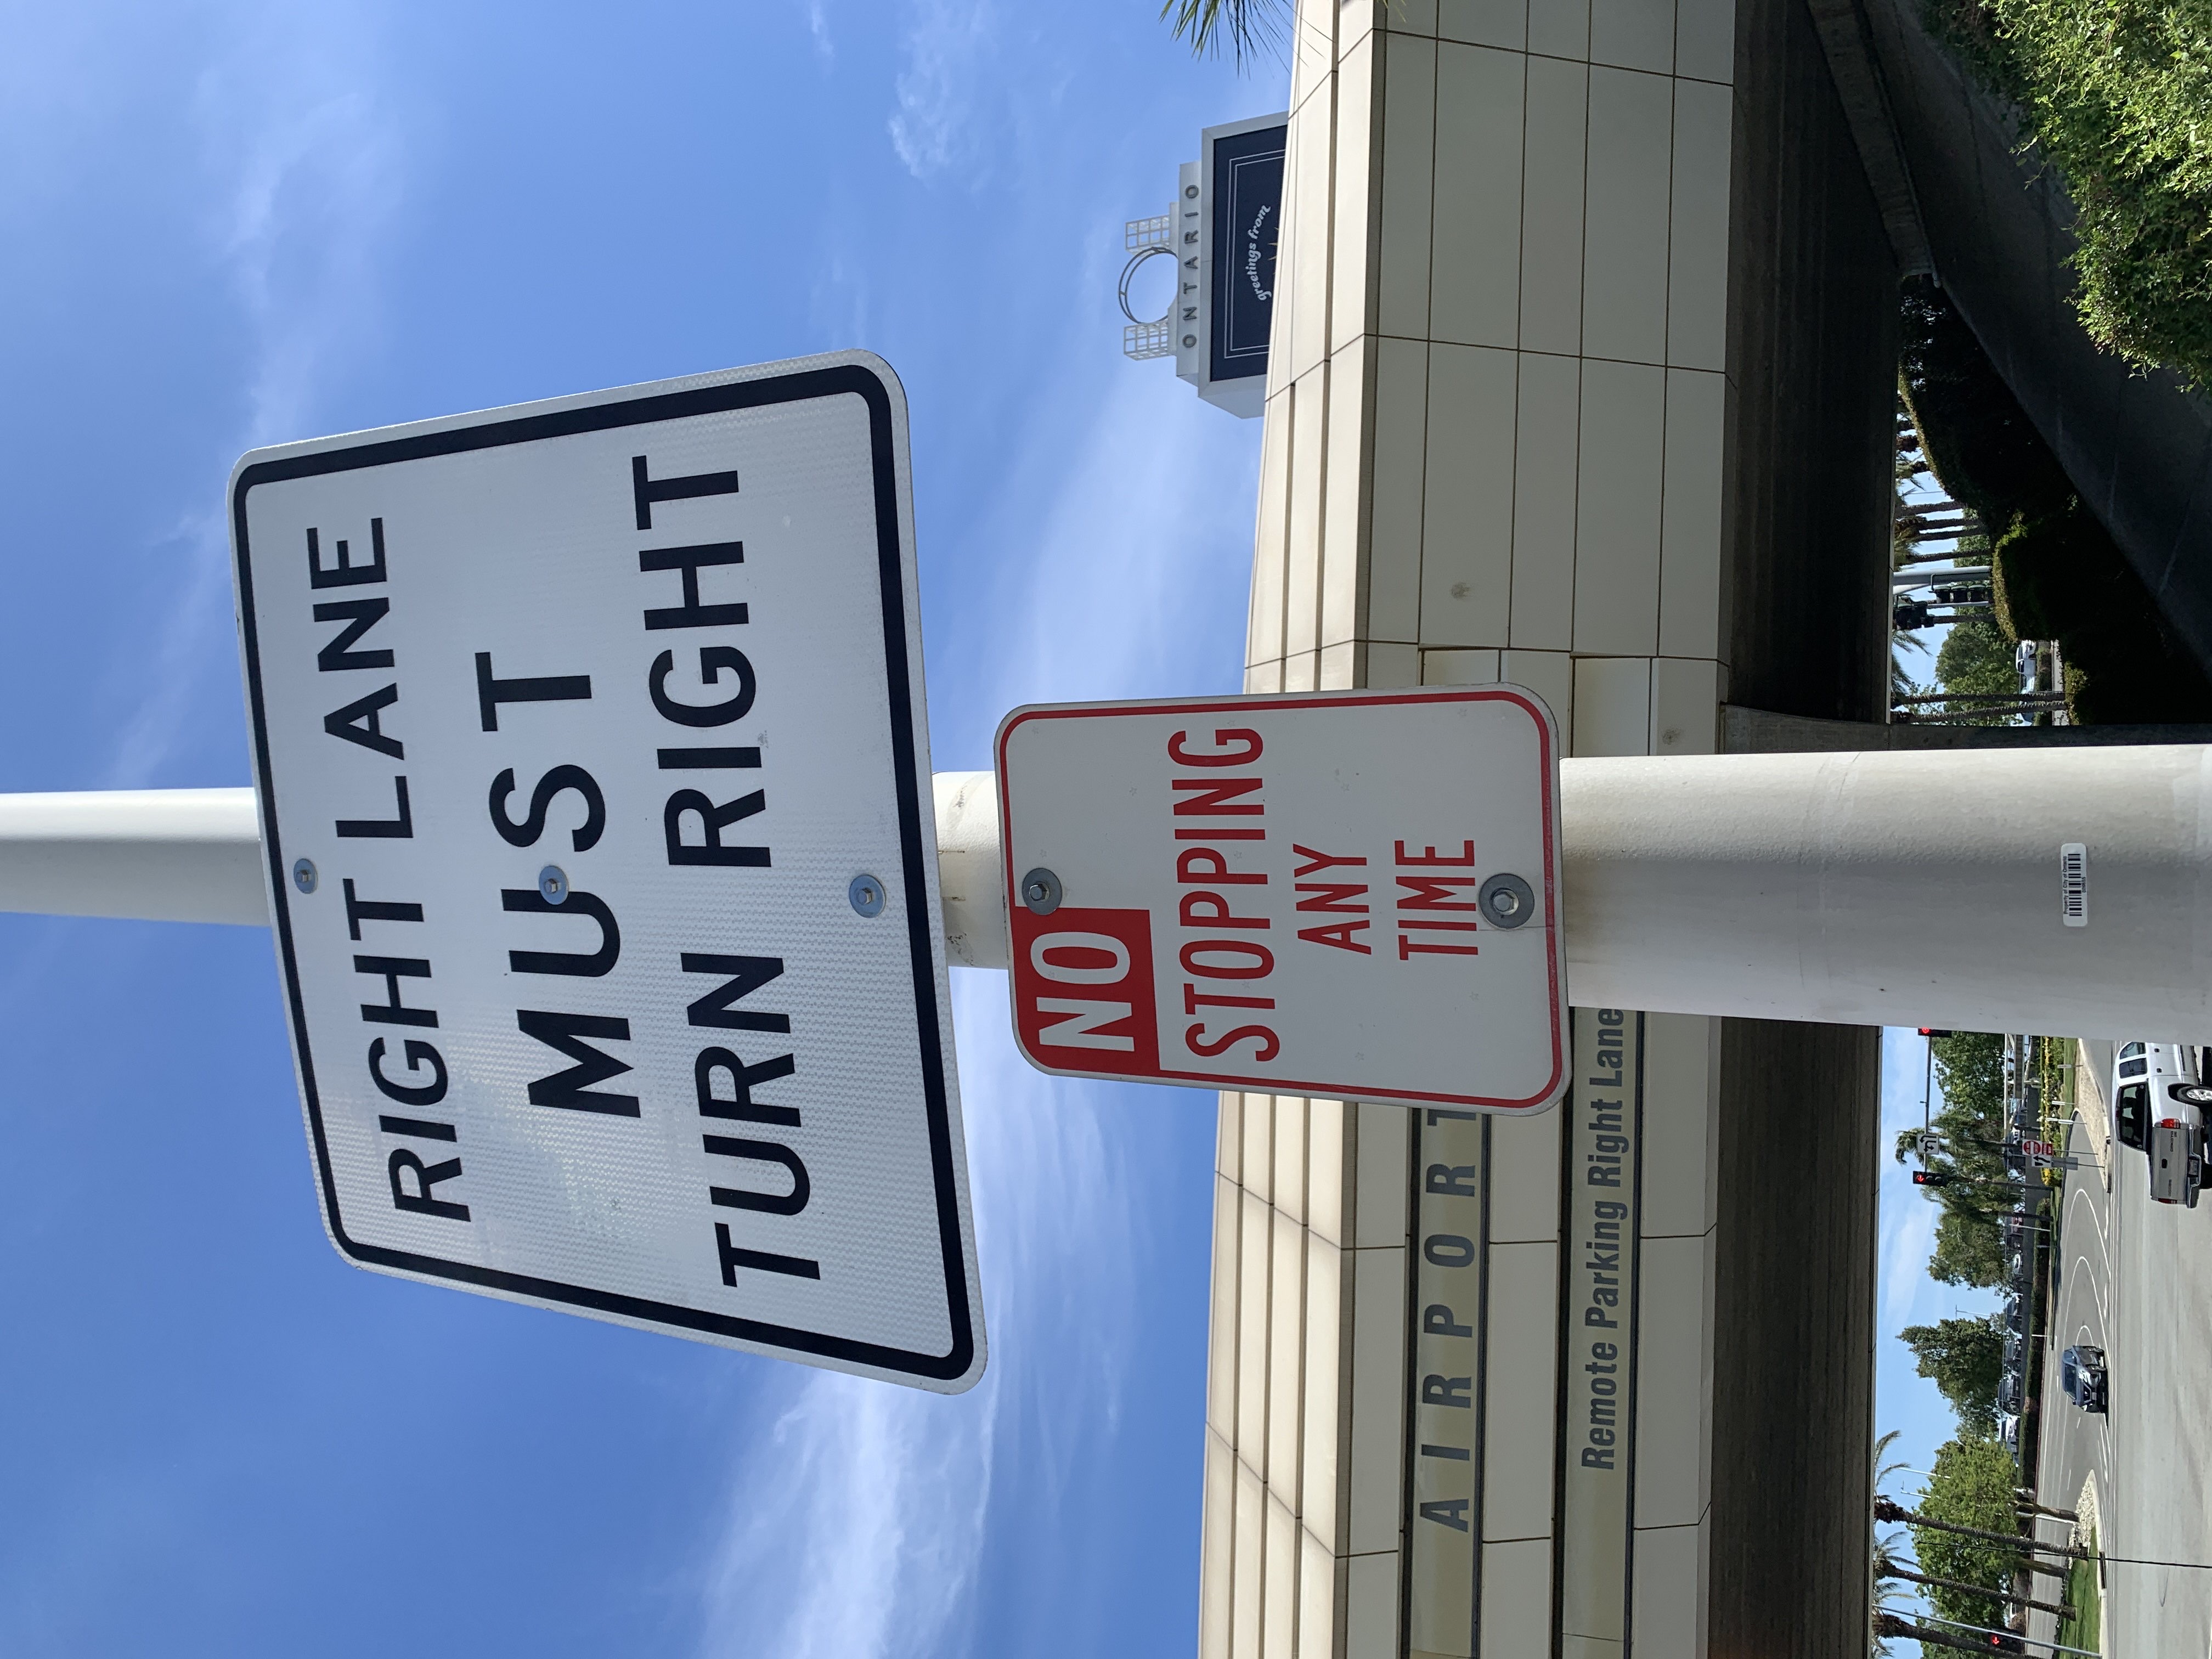 RIGHT LANE
MUST
TURN RIGHT
NO
STOPPING
ANY
TIME
AIRPORT
Remote Parking Right Lane
ONTARIO
greetings from